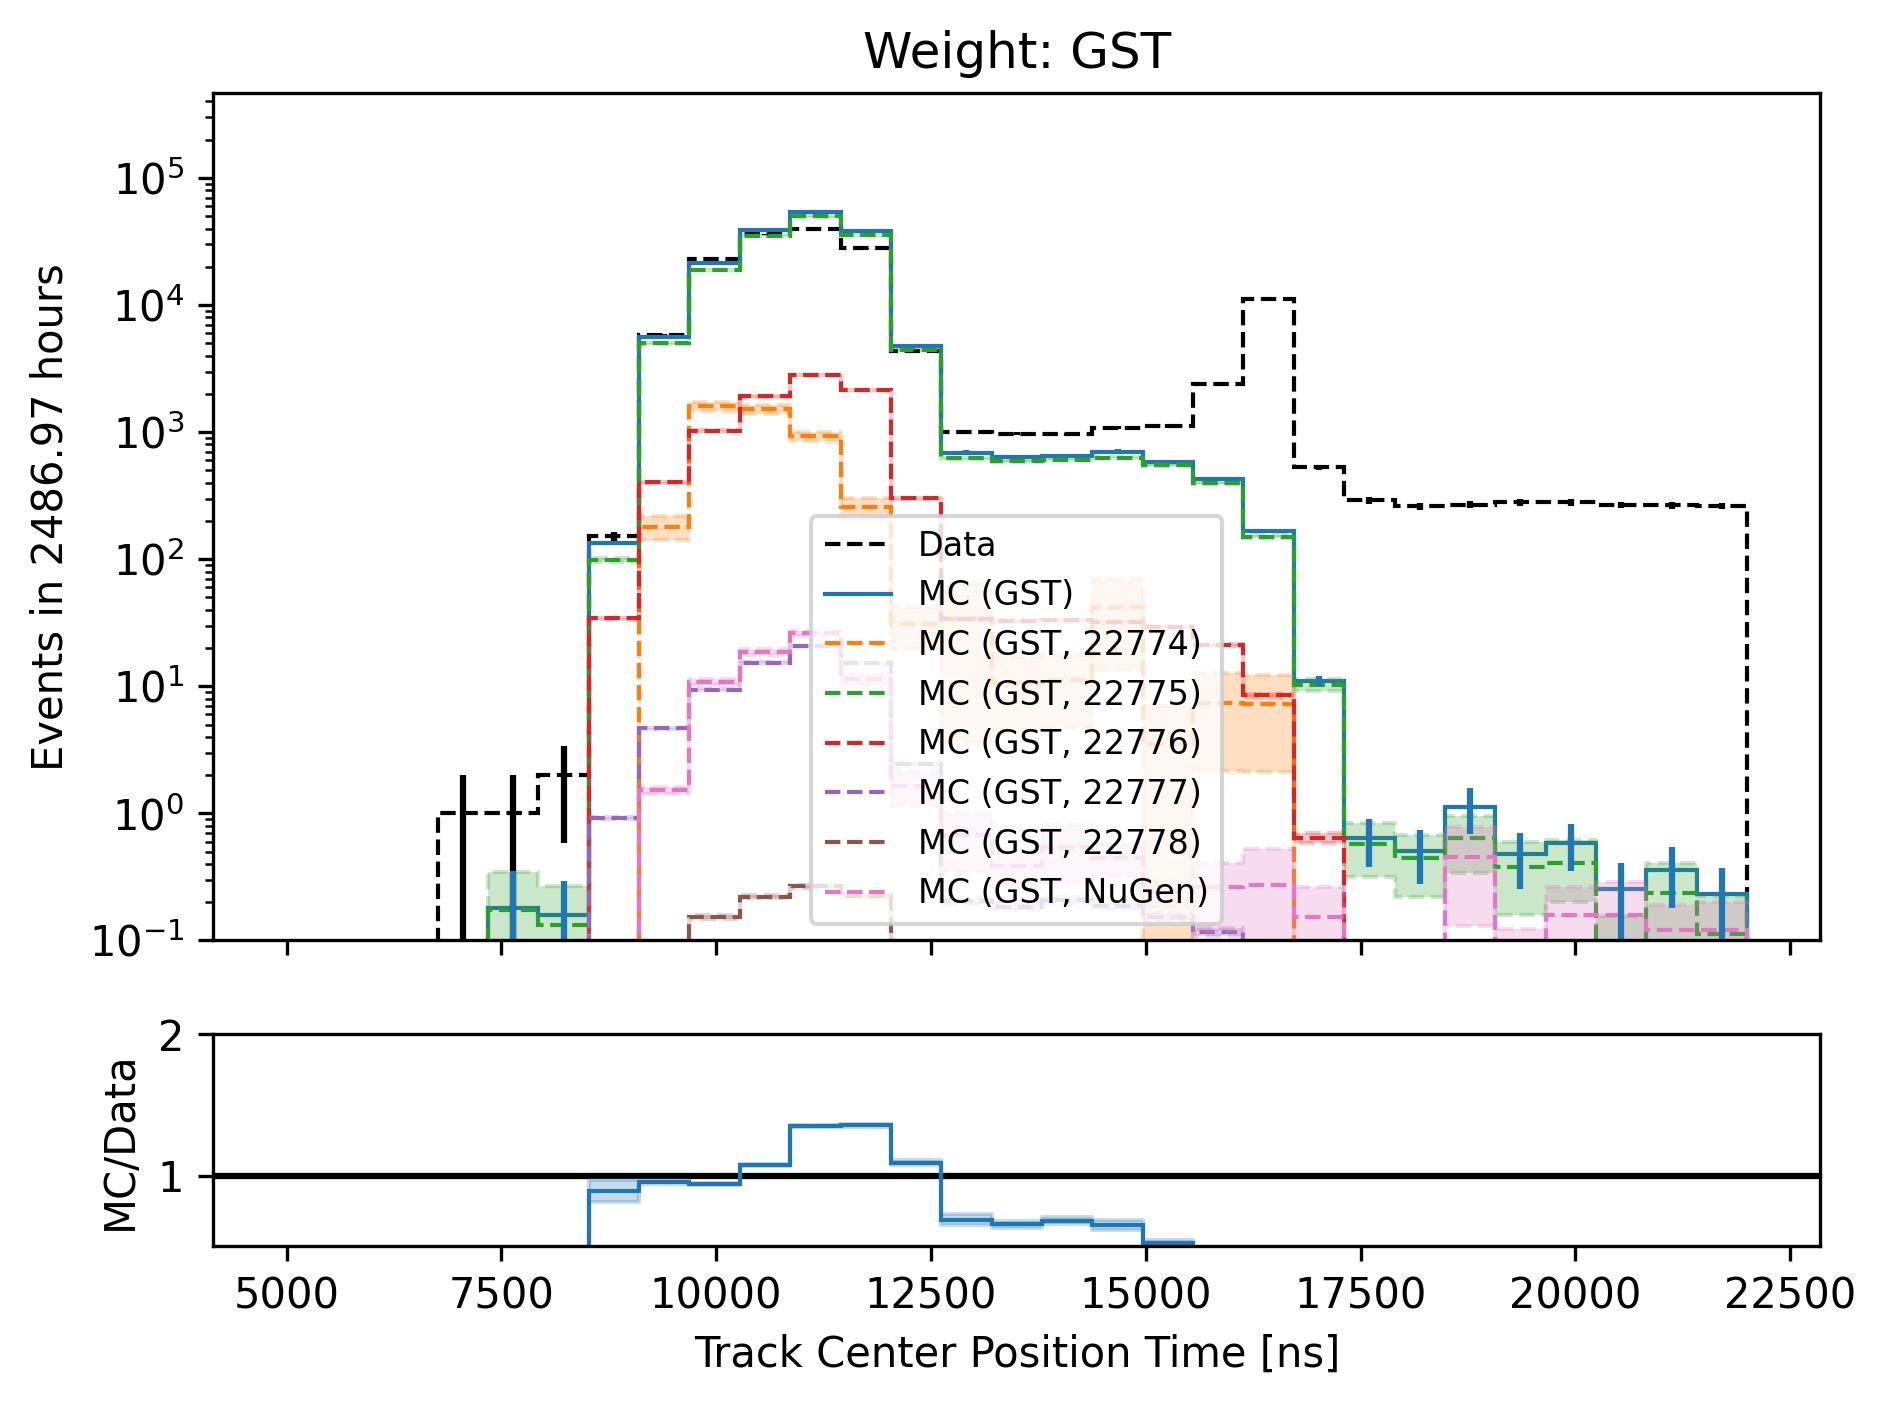 Weight: GST
Events in 2486.97 hours
10^5
10^4
10^3
10^2
10^1
10^0
10^−1
Data
MC (GST)
MC (GST, 22774)
MC (GST, 22775)
MC (GST, 22776)
MC (GST, 22777)
MC (GST, 22778)
MC (GST, NuGen)
MC/Data
2
1
5000 7500 10000 12500 15000 17500 20000 22500
Track Center Position Time [ns]